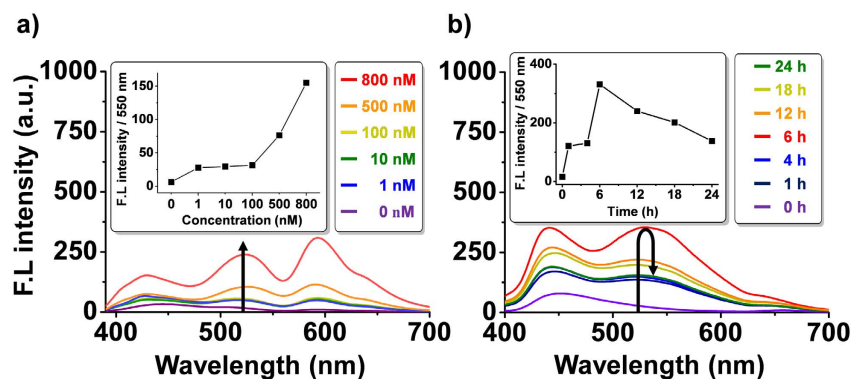 a)
F.L intensity (a.u.)
1000
750
500
250
0
400
500
600
700
Wavelength (nm)
F.L intensity / 550 nm
150
100
50
0
0 1 10 100 500 800
Concentration (nM)
800 nM
500 nM
100 nM
10 nM
1 nM
0 nM
b)
1000
750
500
250
0
400
500
600
700
Wavelength (nm)
F.L intensity / 550 nm
400
200
0
0 6 12 18 24
Time (h)
24 h
18 h
12 h
6 h
4 h
1 h
0 h